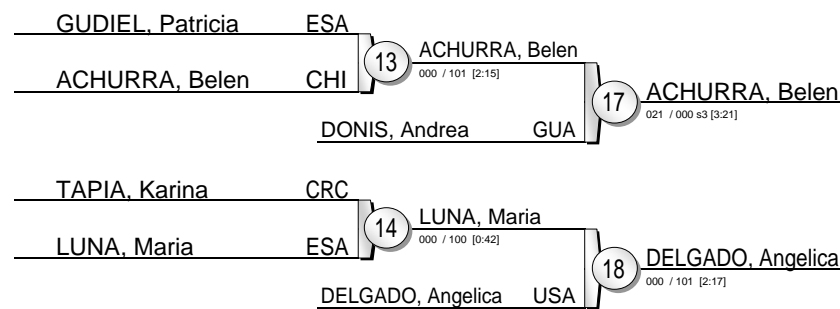 GUDIEL, Patricia ESA
13
ACHURRA, Belen
000 / 101 [2:15]
ACHURRA, Belen CHI
17
ACHURRA, Belen
021 / 000 s3 [3:21]
DONIS, Andrea GUA
TAPIA, Karina CRC
14
LUNA, Maria
000 / 100 [0:42]
LUNA, Maria ESA
18
DELGADO, Angelica
000 / 101 [2:17]
DELGADO, Angelica USA